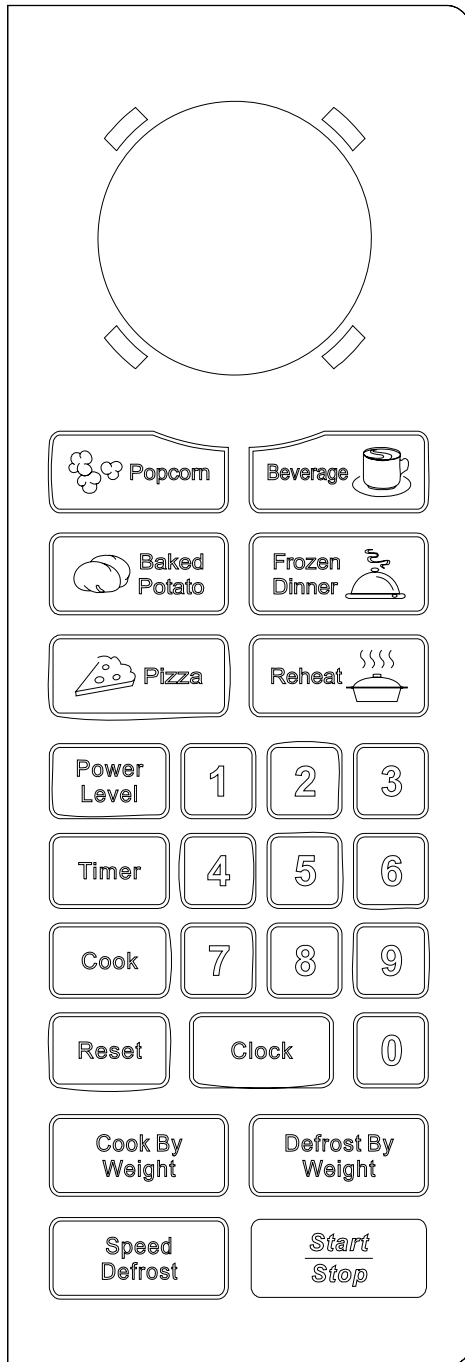 Popcorn
Beverage
Baked
Potato
Frozen
Dinner
Pizza
Reheat
Power
Level
1
2
3
Timer
4
5
6
Cook
7
8
9
Reset
Clock
0
Cook By
Weight
Defrost By
Weight
Speed
Defrost
Start
Stop